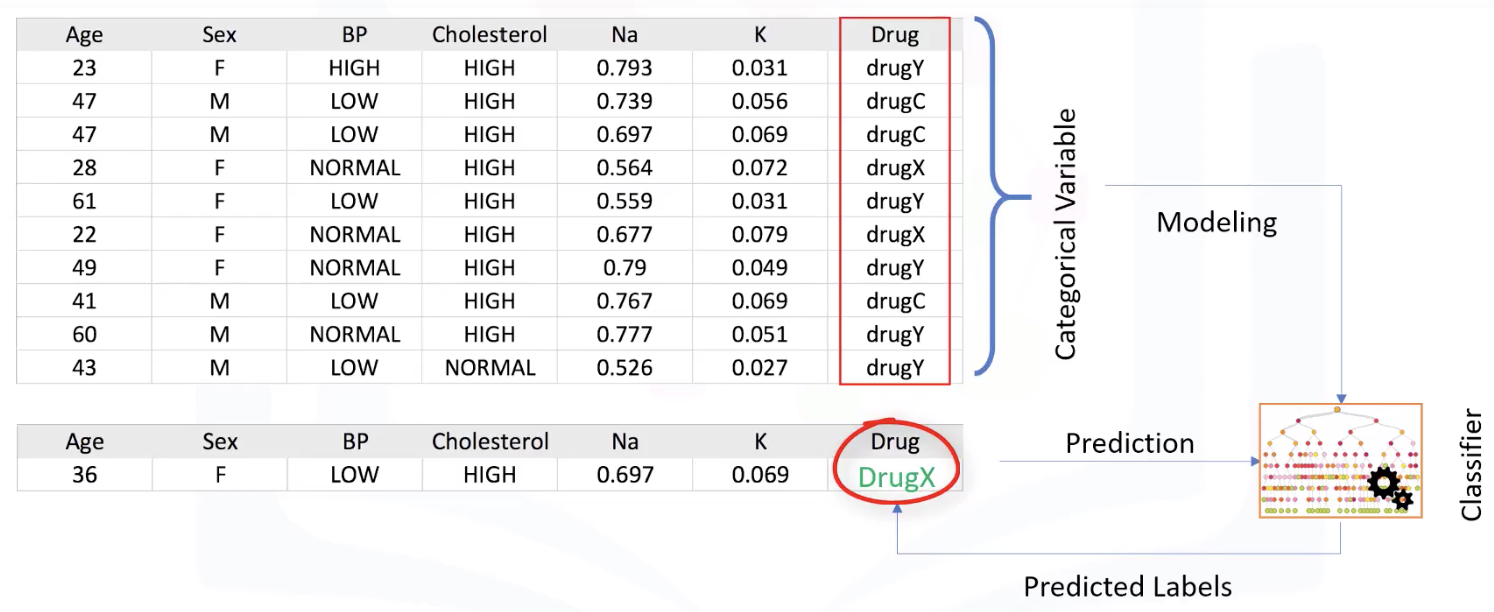 Age Sex BP Cholesterol Na K Drug
23 F HIGH HIGH 0.793 0.031 drugY
47 M LOW HIGH 0.739 0.056 drugC
47 M LOW HIGH 0.697 0.069 drugC
28 F NORMAL HIGH 0.564 0.072 drugX
61 F LOW HIGH 0.559 0.031 drugY
22 F NORMAL HIGH 0.677 0.079 drugX
49 F NORMAL HIGH 0.79 0.049 drugY
41 M LOW HIGH 0.767 0.069 drugC
60 M NORMAL HIGH 0.777 0.051 drugY
43 M LOW NORMAL 0.526 0.027 drugY
Categorical Variable
Modeling
Age Sex BP Cholesterol Na K Drug
36 F LOW HIGH 0.697 0.069 DrugX
Prediction
Classifier
Predicted Labels